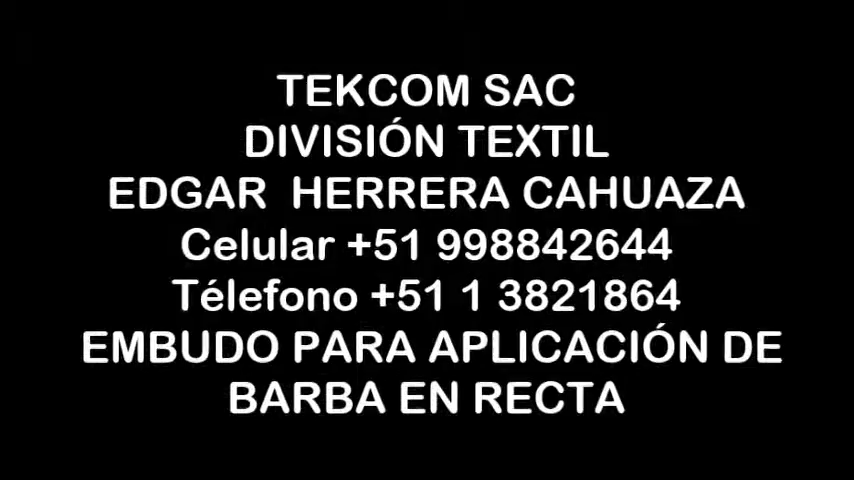 TEKCOM SAC
DIVISIÓN TEXTIL
EDGAR HERRERA CAHUAZA
Celular +51 998842644
Télefono +51 1 3821864
EMBUDO PARA APLICACIÓN DE
BARBA EN RECTA